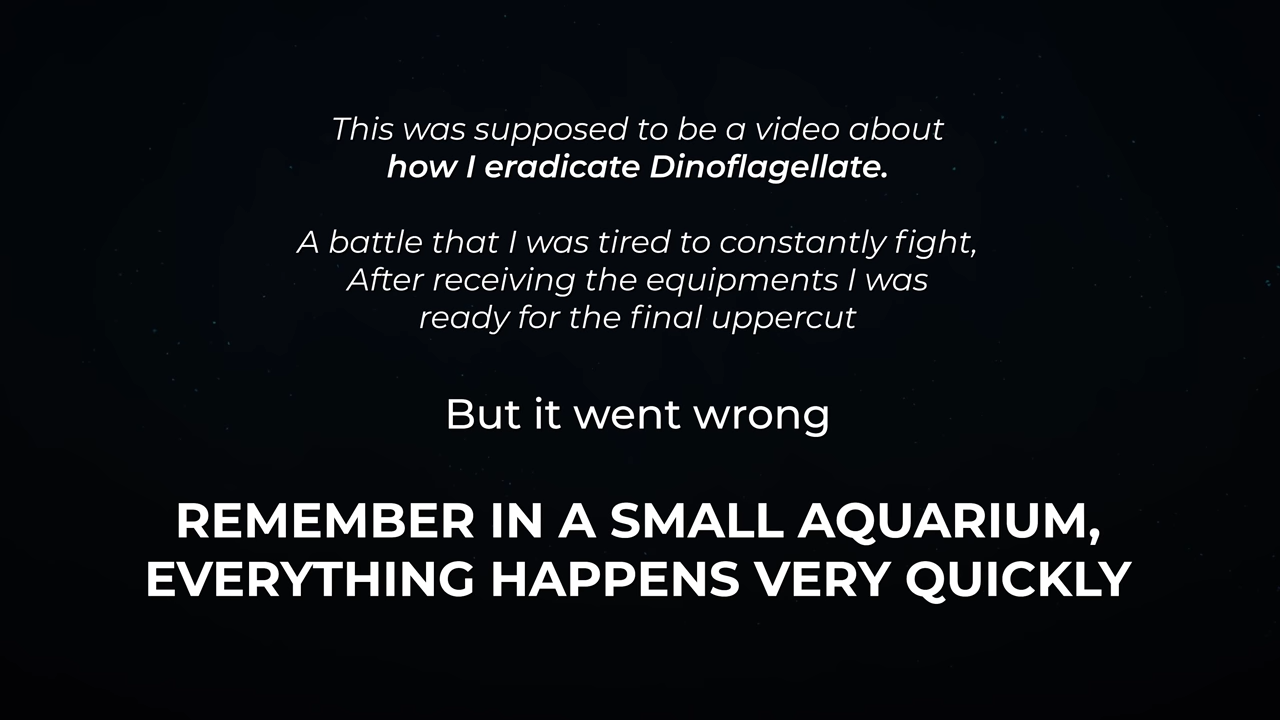 This was supposed to be a video about
how I eradicate Dinoflagellate.
A battle that I was tired to constantly fight,
After receiving the equipments I was
ready for the final uppercut
But it went wrong
REMEMBER IN A SMALL AQUARIUM,
EVERYTHING HAPPENS VERY QUICKLY